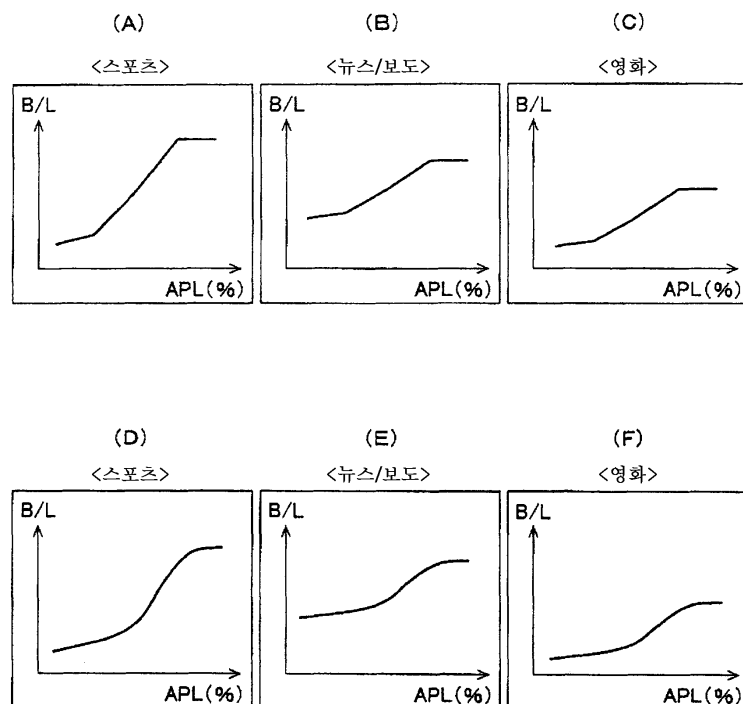 (A) (B) (C)
<스포츠> <뉴스/보도> <영화>
B/L B/L B/L
APL(%) APL(%) APL(%)
(D) (E) (F)
<스포츠> <뉴스/보도> <영화>
B/L B/L B/L
APL(%) APL(%) APL(%)